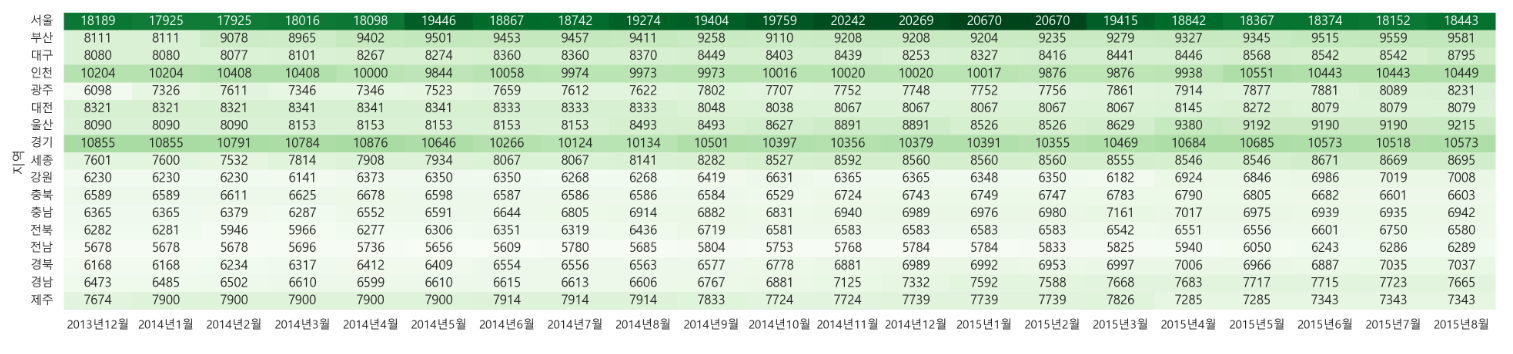 서울 18189 17925 17925 18016 18098 19446 18867 18742 19274 19404 19759 20242 20269 20670 20670 19415 18842 18367 18374 18152 18443
부산 8111 8111 9078 8965 9402 9501 9453 9457 9411 9258 9110 9208 9208 9204 9235 9279 9327 9345 9515 9559 9581
대구 8080 8080 8077 8101 8267 8274 8360 8360 8370 8449 8403 8439 8253 8327 8416 8441 8446 8568 8542 8542 8795
인천 10204 10204 10408 10408 10000 9844 10058 9974 9973 9973 10016 10020 10020 10017 9876 9876 9938 10551 10443 10443 10449
광주 6098 7326 7611 7346 7346 7523 7659 7612 7622 7802 7707 7752 7748 7752 7756 7861 7914 7877 7881 8089 8231
대전 8321 8321 8321 8341 8341 8341 8333 8333 8333 8048 8038 8067 8067 8067 8067 8067 8145 8272 8079 8079 8079
울산 8090 8090 8090 8153 8153 8153 8153 8153 8493 8493 8627 8891 8891 8526 8526 8629 9380 9192 9190 9190 9215
경기 10855 10855 10791 10784 10876 10646 10266 10124 10134 10501 10397 10356 10379 10391 10355 10469 10684 10685 10573 10518 10573
세종 7601 7600 7532 7814 7908 7934 8067 8067 8141 8282 8527 8592 8560 8560 8560 8555 8546 8546 8671 8669 8695
강원 6230 6230 6230 6141 6373 6350 6350 6268 6268 6419 6631 6365 6365 6348 6350 6182 6924 6846 6986 7019 7008
충북 6589 6589 6611 6625 6678 6598 6587 6586 6586 6584 6529 6724 6743 6749 6747 6783 6790 6805 6682 6601 6603
충남 6365 6365 6379 6287 6552 6591 6644 6805 6914 6882 6831 6940 6989 6976 6980 7161 7017 6975 6939 6935 6942
전북 6282 6281 5946 5966 6277 6306 6351 6319 6436 6719 6581 6583 6583 6583 6583 6542 6551 6556 6601 6750 6580
전남 5678 5678 5678 5696 5736 5656 5609 5780 5685 5804 5753 5768 5784 5784 5833 5825 5940 6050 6243 6286 6289
경북 6168 6168 6234 6317 6412 6409 6554 6556 6563 6577 6778 6881 6989 6992 6953 6997 7006 6966 6887 7035 7037
경남 6473 6485 6502 6610 6599 6610 6615 6613 6606 6767 6881 7125 7332 7592 7588 7668 7683 7717 7715 7723 7665
제주 7674 7900 7900 7900 7900 7900 7914 7914 7914 7833 7724 7724 7739 7739 7739 7826 7285 7285 7343 7343 7343
2013년12월 2014년1월 2014년2월 2014년3월 2014년4월 2014년5월 2014년6월 2014년7월 2014년8월 2014년9월 2014년10월 2014년11월 2014년12월 2015년1월 2015년2월 2015년3월 2015년4월 2015년5월 2015년6월 2015년7월 2015년8월
지역